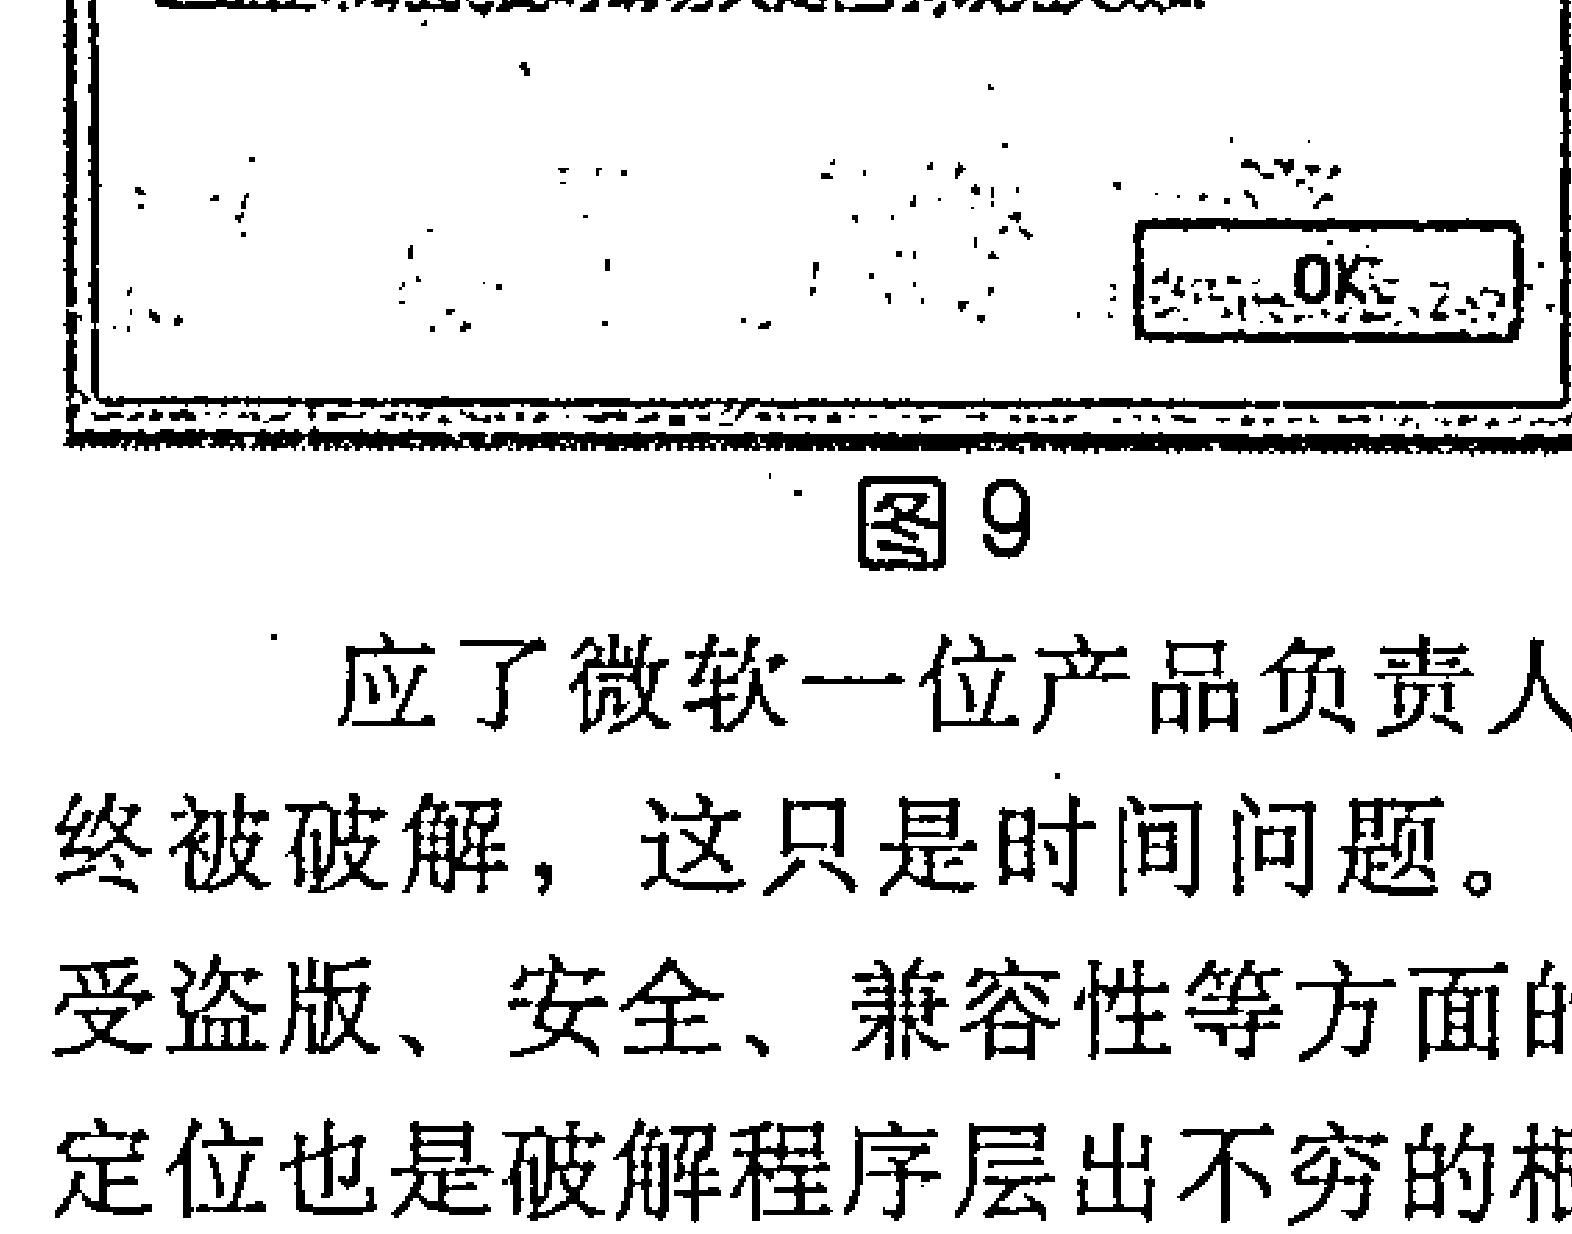 OK
图 9
应了微软一位产品负责人
终被破解，这只是时间问题。
受盗版、安全、兼容性等方面的
定位也是破解程序层出不穷的根